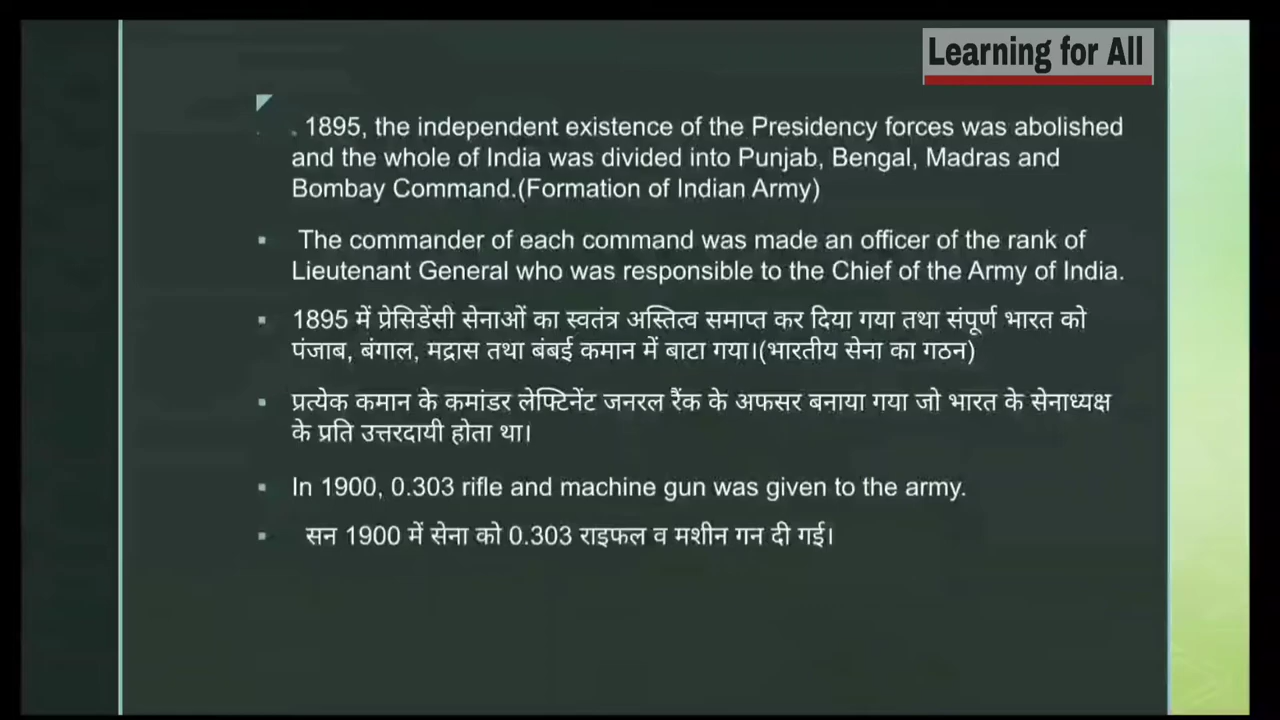 Learning for All
. 1895, the independent existence of the Presidency forces was abolished
and the whole of India was divided into Punjab, Bengal, Madras and
Bombay Command.(Formation of Indian Army)
▪ The commander of each command was made an officer of the rank of
Lieutenant General who was responsible to the Chief of the Army of India.
▪ 1895 में प्रेसिडेंसी सेनाओं का स्वतंत्र अस्तित्व समाप्त कर दिया गया तथा संपूर्ण भारत को
पंजाब, बंगाल, मद्रास तथा बंबई कमान में बाटा गया।(भारतीय सेना का गठन)
▪ प्रत्येक कमान के कमांडर लेफ्टिनेंट जनरल रैंक के अफसर बनाया गया जो भारत के सेनाध्यक्ष
के प्रति उत्तरदायी होता था।
▪ In 1900, 0.303 rifle and machine gun was given to the army.
▪ सन 1900 में सेना को 0.303 राइफल व मशीन गन दी गई।